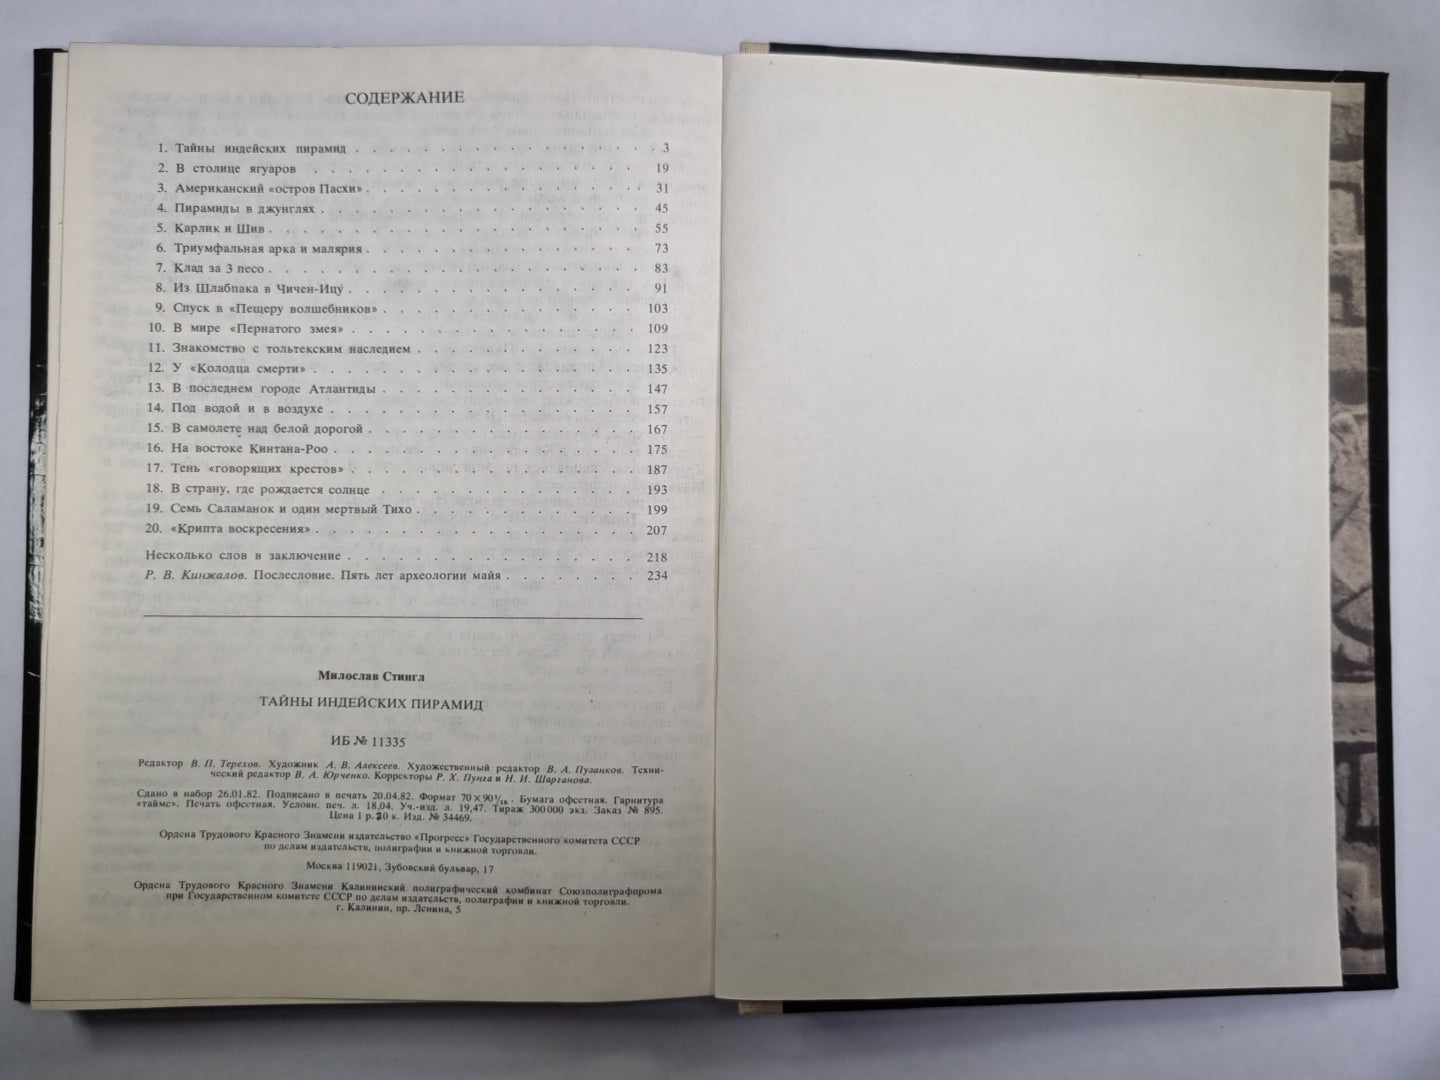 СОДЕРЖАНИЕ
1. Тайны индейских пирамид . . . . . . . . . . . . . . . . 3
2. В столице ягуаров . . . . . . . . . . . . . . . . 19
3. Американский «остров Пасхи» . . . . . . . . . . . . . . 31
4. Пирамиды в джунглях . . . . . . . . . . . . . . . . 45
5. Карлик и Шив . . . . . . . . . . . . . . . . . . 55
6. Триумфальная арка и малярия . . . . . . . . . . . . . . 73
7. Клад за 3 песо . . . . . . . . . . . . . . . . . . 83
8. Из Шлабпака в Чичен-Ицу . . . . . . . . . . . . . . . 91
9. Спуск в «Пещеру волшебников» . . . . . . . . . . . . . 103
10. В мире «Пернатого змея» . . . . . . . . . . . . . . 109
11. Знакомство с тольтекским наследием . . . . . . . . . . . 123
12. У «Колодца смерти» . . . . . . . . . . . . . . . . 135
13. В последнем городе Атлантиды . . . . . . . . . . . . . 147
14. Под водой и в воздухе . . . . . . . . . . . . . . . 157
15. В самолете над белой дорогой . . . . . . . . . . . . . 167
16. На востоке Кинтана-Роо . . . . . . . . . . . . . . . 175
17. Тень «говорящих крестов» . . . . . . . . . . . . . . 187
18. В страну, где рождается солнце . . . . . . . . . . . . . 193
19. Семь Саламанок и один мертвый Тихо . . . . . . . . . . . 199
20. «Крипта воскресения» . . . . . . . . . . . . . . . . 207
Несколько слов в заключение . . . . . . . . . . . . . . 218
Р. В. Кинжалов. Послесловие. Пять лет археологии майя . . . . . . . 234
Милослав Стингл
ТАЙНЫ ИНДЕЙСКИХ ПИРАМИД
ИБ № 11335
Редактор В. П. Терехов. Художник А. В. Алексеев. Художественный редактор В. А. Пузанков. Техни-
ческий редактор В. А. Юрченко. Корректоры Р. Х. Пунга и Н. И. Шарганова.
Сдано в набор 26.01.82. Подписано в печать 20.04.82. Формат 70×90 1/16. Бумага офсетная. Гарнитура
«таймс». Печать офсетная. Условн. печ. л. 18,04. Уч.-изд. л. 19,47. Тираж 300 000 экз. Заказ № 895.
Цена 1 р. 30 к. Изд. № 34469.
Ордена Трудового Красного Знамени издательство «Прогресс» Государственного комитета СССР
по делам издательств, полиграфии и книжной торговли.
Москва 119021, Зубовский бульвар, 17
Ордена Трудового Красного Знамени Калининский полиграфический комбинат Союзполиграфпрома
при Государственном комитете СССР по делам издательств, полиграфии и книжной торговли.
г. Калинин, пр. Ленина, 5